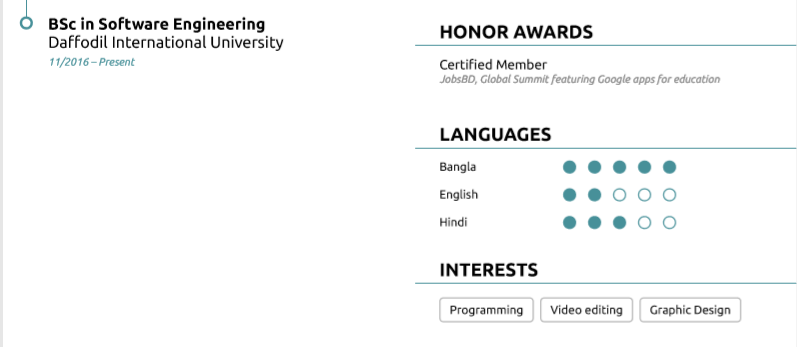 BSc in Software Engineering
Daffodil International University
11/2016 – Present
HONOR AWARDS
Certified Member
JobsBD, Global Summit featuring Google apps for education
LANGUAGES
Bangla
English
Hindi
INTERESTS
Programming Video editing Graphic Design